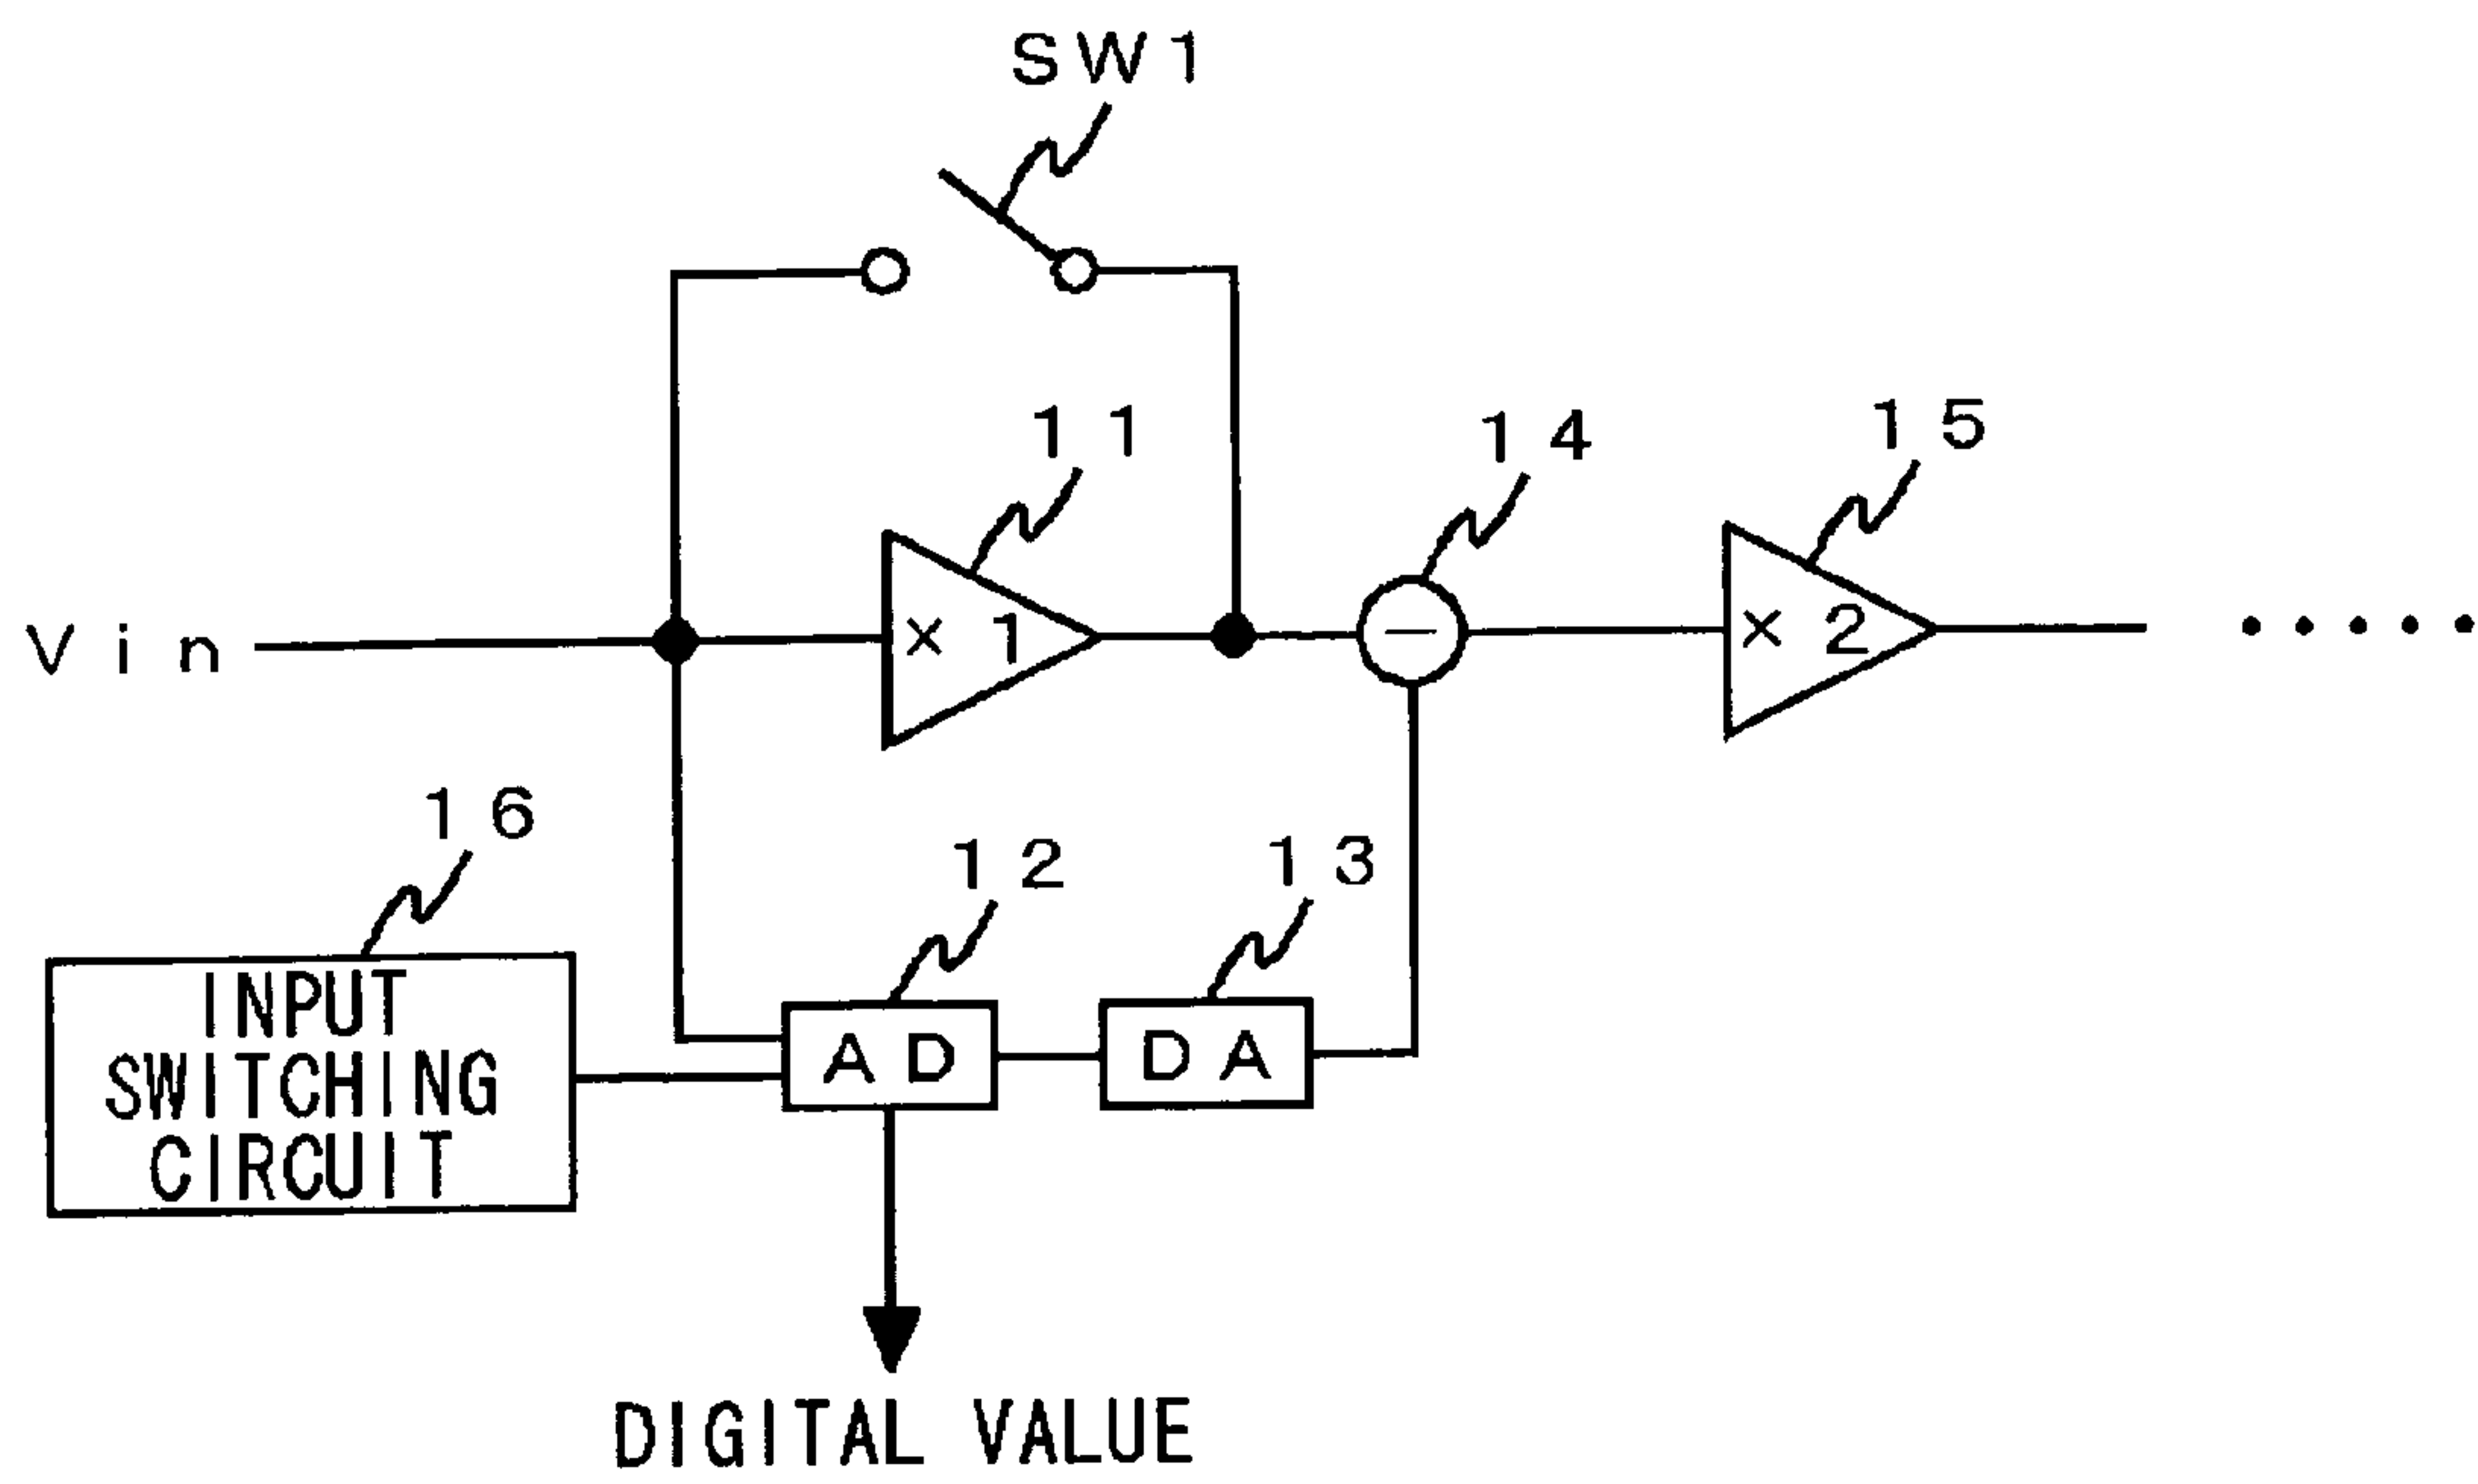 SW1
11
14
15
×1
−
×2
Vin
.....
16
12
13
INPUT
SWITCHING
CIRCUIT
AD
DA
DIGITAL VALUE